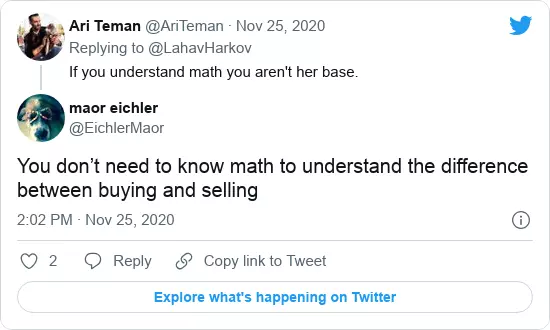 Ari Teman @AriTeman · Nov 25, 2020
Replying to @LahavHarkov
If you understand math you aren't her base.
maor eichler
@EichlerMaor
You don’t need to know math to understand the difference
between buying and selling
2:02 PM · Nov 25, 2020
2 Reply Copy link to Tweet
Explore what's happening on Twitter